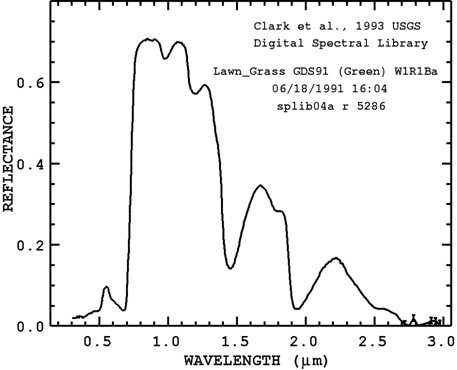 Clark et al., 1993 USGS
Digital Spectral Library
Lawn_Grass GDS91 (Green) W1R1Ba
06/18/1991 16:04
splib04a r 5286
REFLECTANCE
0.6
0.4
0.2
0.0
0.5 1.0 1.5 2.0 2.5 3.0
WAVELENGTH (μm)